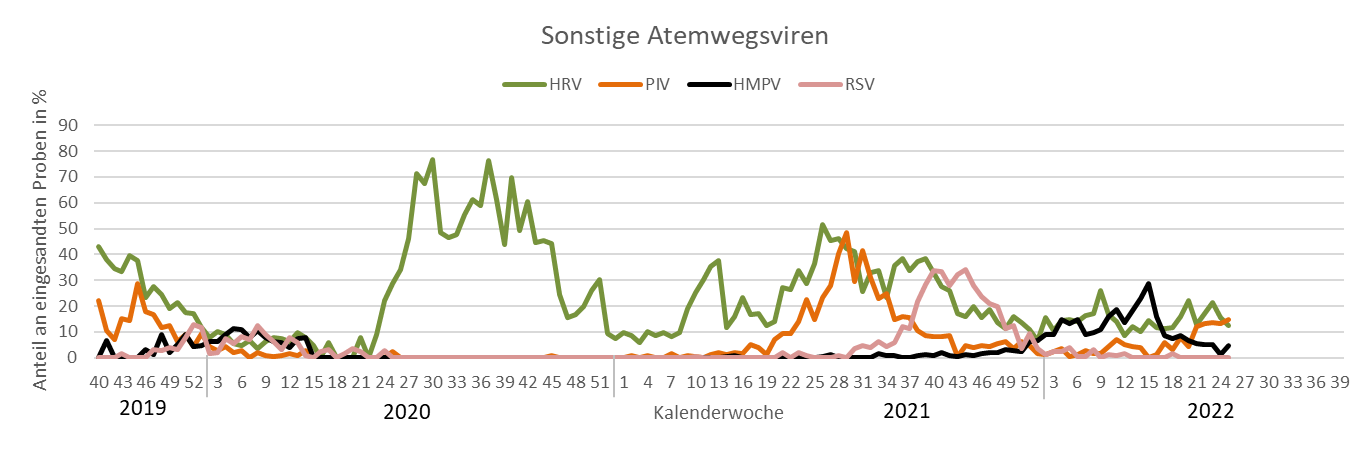 Sonstige Atemwegsviren
HRV PIV HMPV RSV
Anteil an eingesandten Proben in %
90
80
70
60
50
40
30
20
10
0
40 43 46 49 52 3 6 9 12 15 18 21 24 27 30 33 36 39 42 45 48 51 1 4 7 10 13 16 19 22 25 28 31 34 37 40 43 46 49 52 3 6 9 12 15 18 21 24 27 30 33 36 39
2019 2020 Kalenderwoche 2021 2022